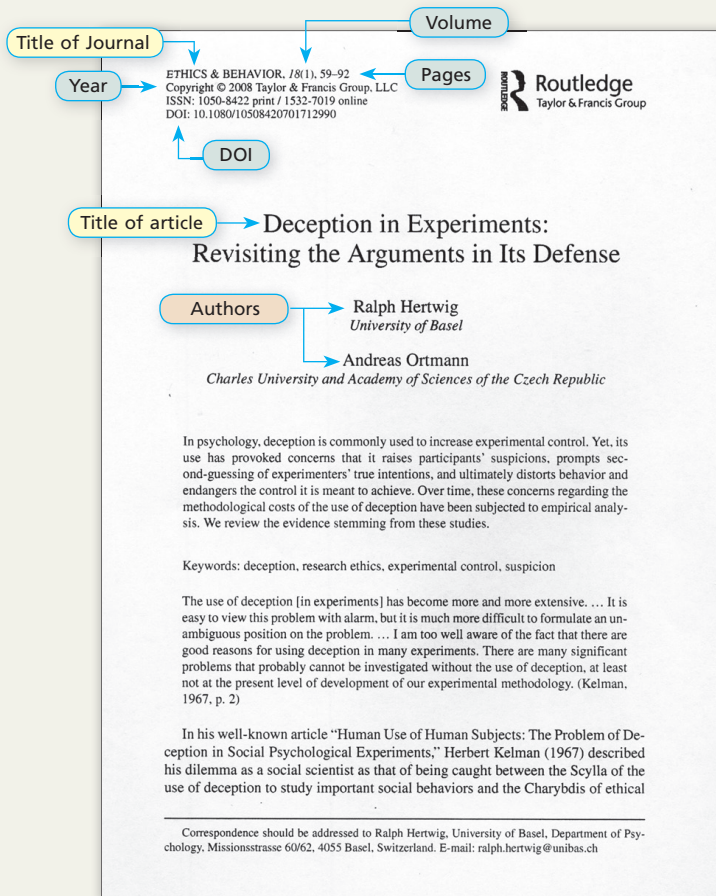 Volume
Title of Journal
ETHICS & BEHAVIOR, 18(1), 59–92
Pages
Year
Copyright © 2008 Taylor & Francis Group, LLC
ISSN: 1050-8422 print / 1532-7019 online
DOI: 10.1080/10508420701712990
ROUTLEDGE
Routledge
Taylor & Francis Group
DOI
Title of article
Deception in Experiments:
Revisiting the Arguments in Its Defense
Authors
Ralph Hertwig
University of Basel
Andreas Ortmann
Charles University and Academy of Sciences of the Czech Republic
In psychology, deception is commonly used to increase experimental control. Yet, its
use has provoked concerns that it raises participants' suspicions, prompts sec-
ond-guessing of experimenters' true intentions, and ultimately distorts behavior and
endangers the control it is meant to achieve. Over time, these concerns regarding the
methodological costs of the use of deception have been subjected to empirical analy-
sis. We review the evidence stemming from these studies.
Keywords: deception, research ethics, experimental control, suspicion
The use of deception [in experiments] has become more and more extensive. … It is
easy to view this problem with alarm, but it is much more difficult to formulate an un-
ambiguous position on the problem. … I am too well aware of the fact that there are
good reasons for using deception in many experiments. There are many significant
problems that probably cannot be investigated without the use of deception, at least
not at the present level of development of our experimental methodology. (Kelman,
1967, p. 2)
In his well-known article “Human Use of Human Subjects: The Problem of De-
ception in Social Psychological Experiments,” Herbert Kelman (1967) described
his dilemma as a social scientist as that of being caught between the Scylla of the
use of deception to study important social behaviors and the Charybdis of ethical
Correspondence should be addressed to Ralph Hertwig, University of Basel, Department of Psy-
chology, Missionsstrasse 60/62, 4055 Basel, Switzerland. E-mail: ralph.hertwig@unibas.ch